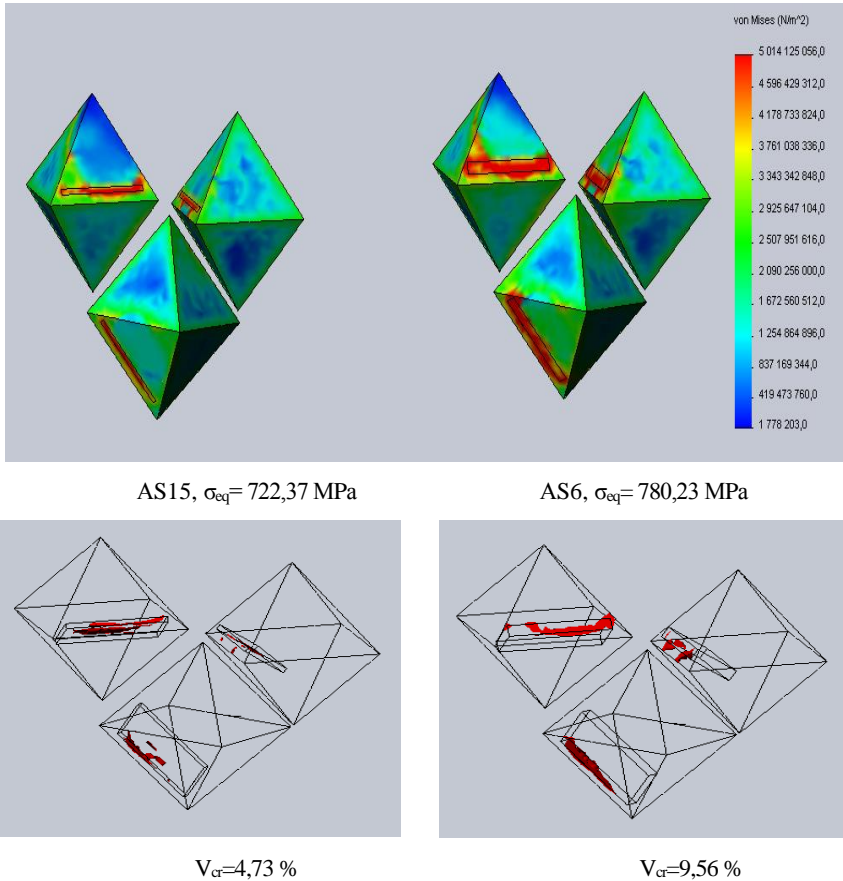 von Mises (N/m^2)
5 014 125 056,0
4 596 429 312,0
4 178 733 824,0
3 761 038 336,0
3 343 342 848,0
2 925 647 104,0
2 507 951 616,0
2 090 256 000,0
1 672 560 512,0
1 254 864 896,0
837 169 344,0
419 473 760,0
1 778 203,0
AS15, σeq= 722,37 MPa
AS6, σeq= 780,23 MPa
Vcr=4,73 %
Vcr=9,56 %